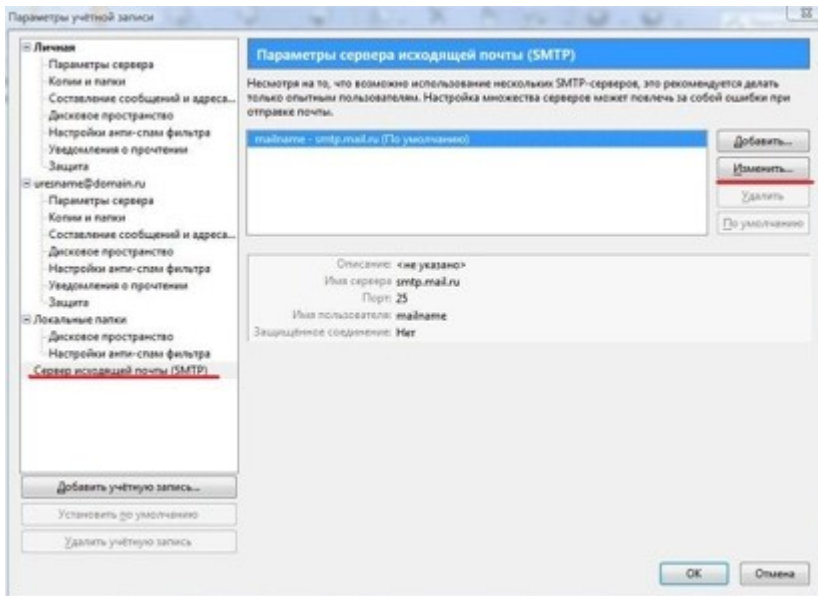 Параметры учётной записи
Личная
Параметры сервера
Копии и папки
Составление сообщений и адреса...
Дисковое пространство
Настройки анти-спам фильтра
Уведомления о прочтении
Защита
uresname@domain.ru
Параметры сервера
Копии и папки
Составление сообщений и адреса...
Дисковое пространство
Настройки анти-спам фильтра
Уведомления о прочтении
Защита
Локальные папки
Дисковое пространство
Настройки анти-спам фильтра
Сервер исходящей почты (SMTP)
Добавить учётную запись...
Установить по умолчанию
Удалить учётную запись
Параметры сервера исходящей почты (SMTP)
Несмотря на то, что возможно использование нескольких SMTP-серверов, это рекомендуется делать
только опытным пользователям. Настройка множества серверов может повлечь за собой ошибки при
отправке почты.
mailname - smtp.mail.ru (По умолчанию)
Добавить...
Изменить...
Удалить
По умолчанию
Описание: <не указано>
Имя сервера smtp.mail.ru
Порт: 25
Имя пользователя: mailname
Защищённое соединение: Нет
OK
Отмена